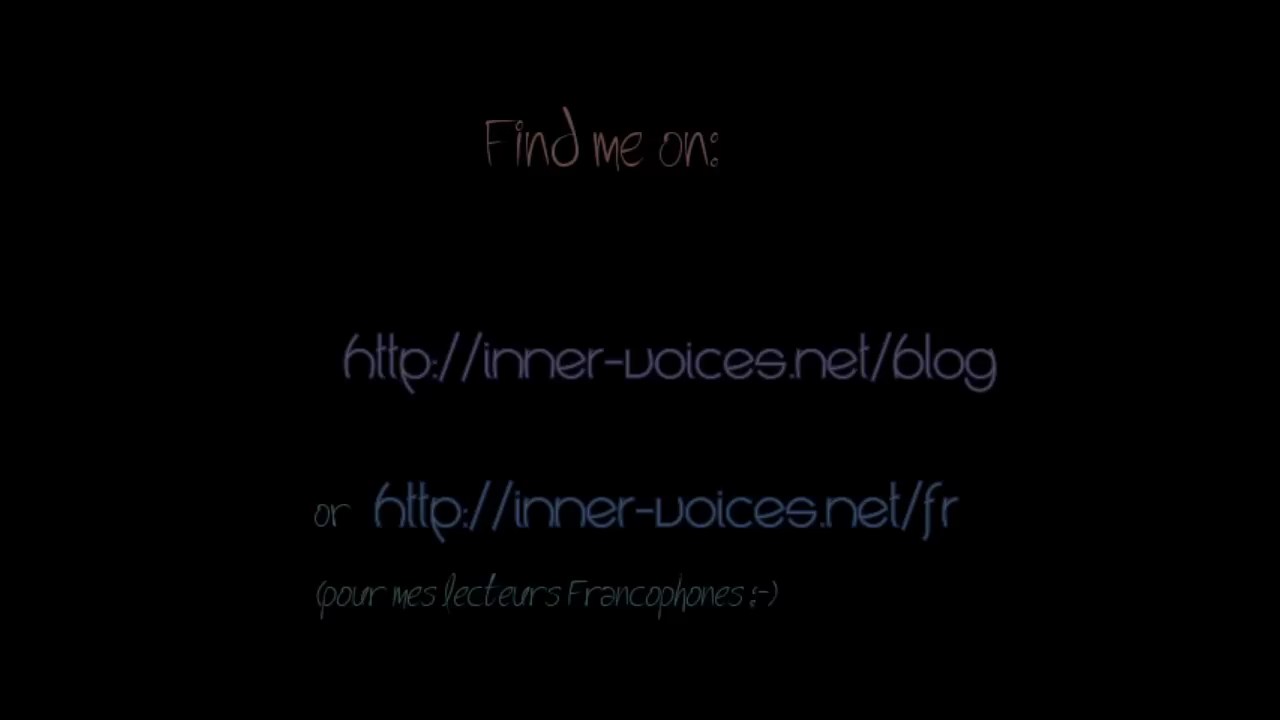 Find me on:
http://inner-voices.net/blog
or http://inner-voices.net/fr
(pour mes lecteurs Francophones ;-)